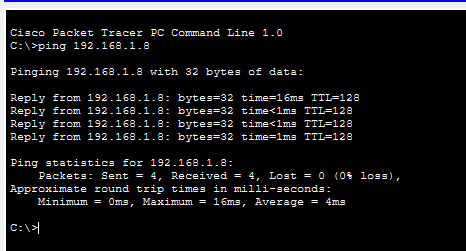 Cisco Packet Tracer PC Command Line 1.0
C:\>ping 192.168.1.8
Pinging 192.168.1.8 with 32 bytes of data:
Reply from 192.168.1.8: bytes=32 time=16ms TTL=128
Reply from 192.168.1.8: bytes=32 time<1ms TTL=128
Reply from 192.168.1.8: bytes=32 time<1ms TTL=128
Reply from 192.168.1.8: bytes=32 time=1ms TTL=128
Ping statistics for 192.168.1.8:
Packets: Sent = 4, Received = 4, Lost = 0 (0% loss),
Approximate round trip times in milli-seconds:
Minimum = 0ms, Maximum = 16ms, Average = 4ms
C:\>